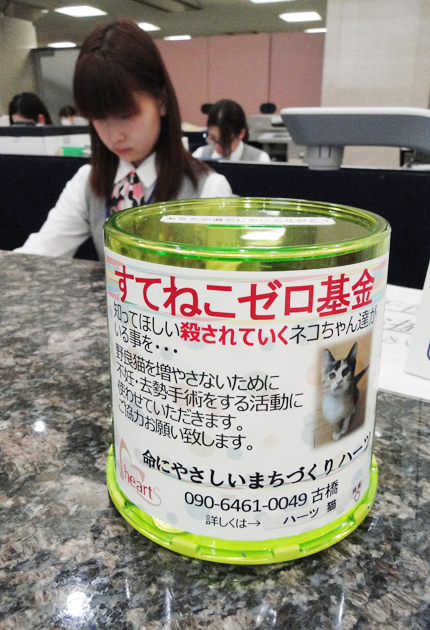 すてねこゼロ基金
知ってほしい殺されていくネコちゃん達が
いる事を・・・
野良猫を増やさないために
不妊・去勢手術をする活動に
使わせていただきます。
ご協力お願い致します。
命にやさしいまちづくり ハーツ
hearts
090-6461-0049 古橋
詳しくは→ ハーツ 猫